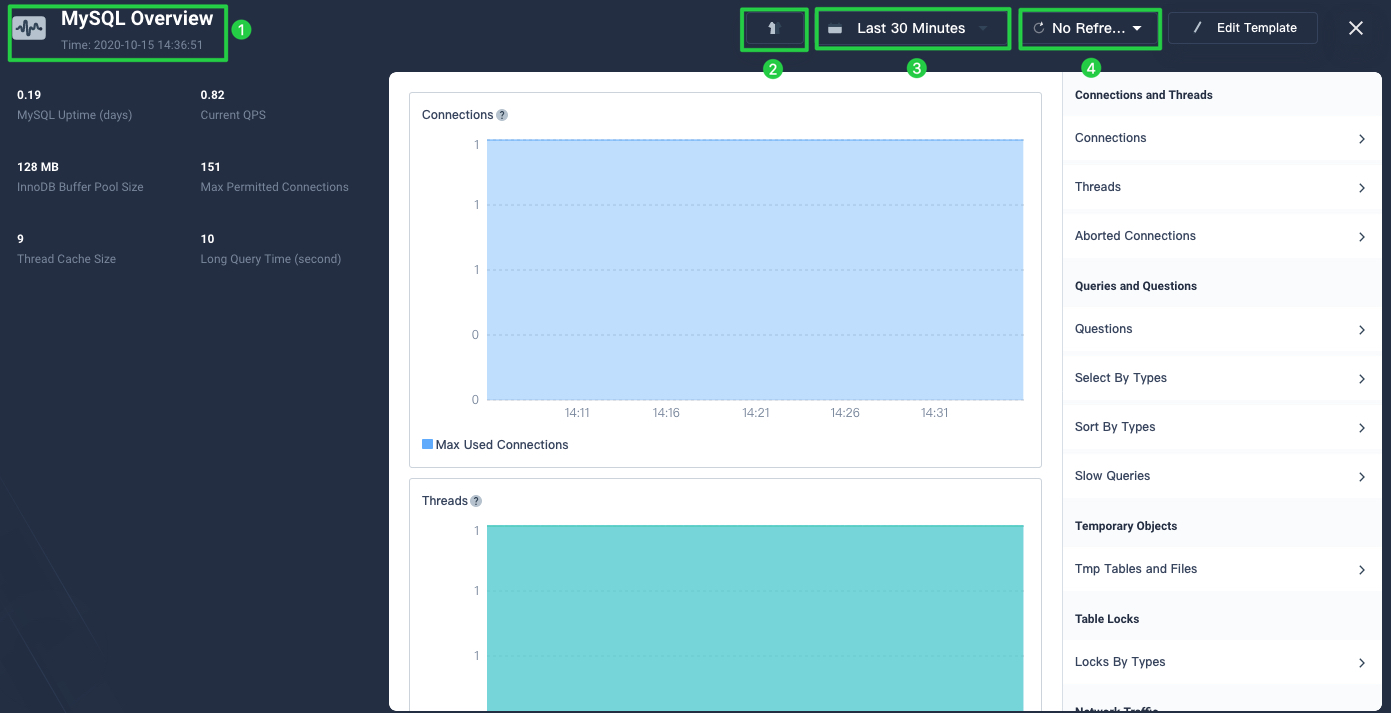 MySQL Overview
Time: 2020-10-15 14:36:51
1
2
Last 30 Minutes
3
No Refre...
4
Edit Template
0.19
MySQL Uptime (days)
0.82
Current QPS
128 MB
InnoDB Buffer Pool Size
151
Max Permitted Connections
9
Thread Cache Size
10
Long Query Time (second)
Connections ?
1
1
1
0
0
14:11 14:16 14:21 14:26 14:31
Max Used Connections
Threads ?
1
1
1
Connections and Threads
Connections
Threads
Aborted Connections
Queries and Questions
Questions
Select By Types
Sort By Types
Slow Queries
Temporary Objects
Tmp Tables and Files
Table Locks
Locks By Types
Network Traffic